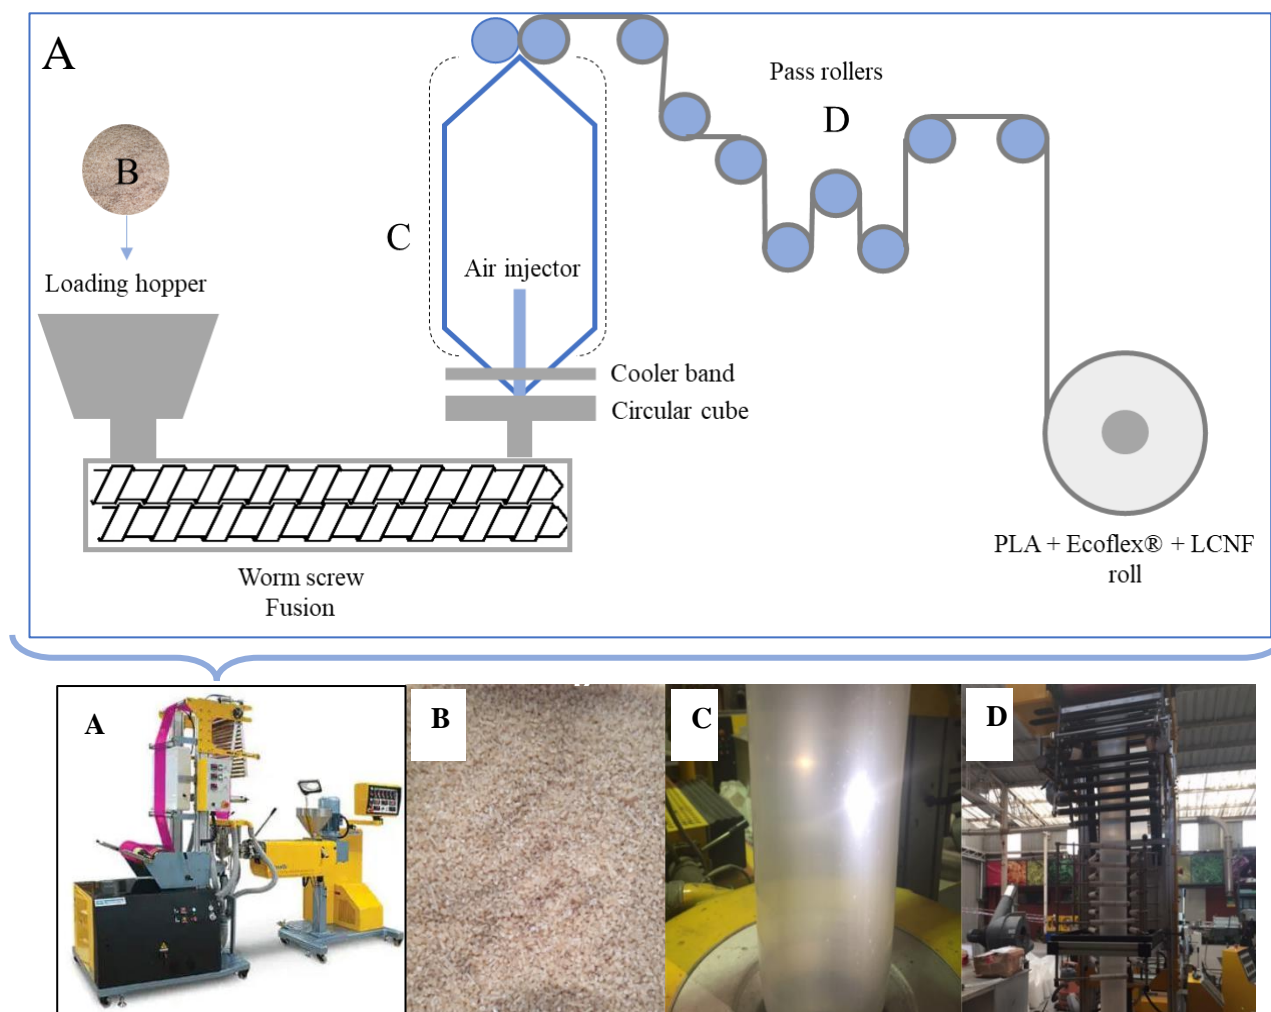 A
Pass rollers
D
B
C
Air injector
Loading hopper
Cooler band
Circular cube
PLA + Ecoflex® + LCNF
roll
Worm screw
Fusion
A
B
C
D